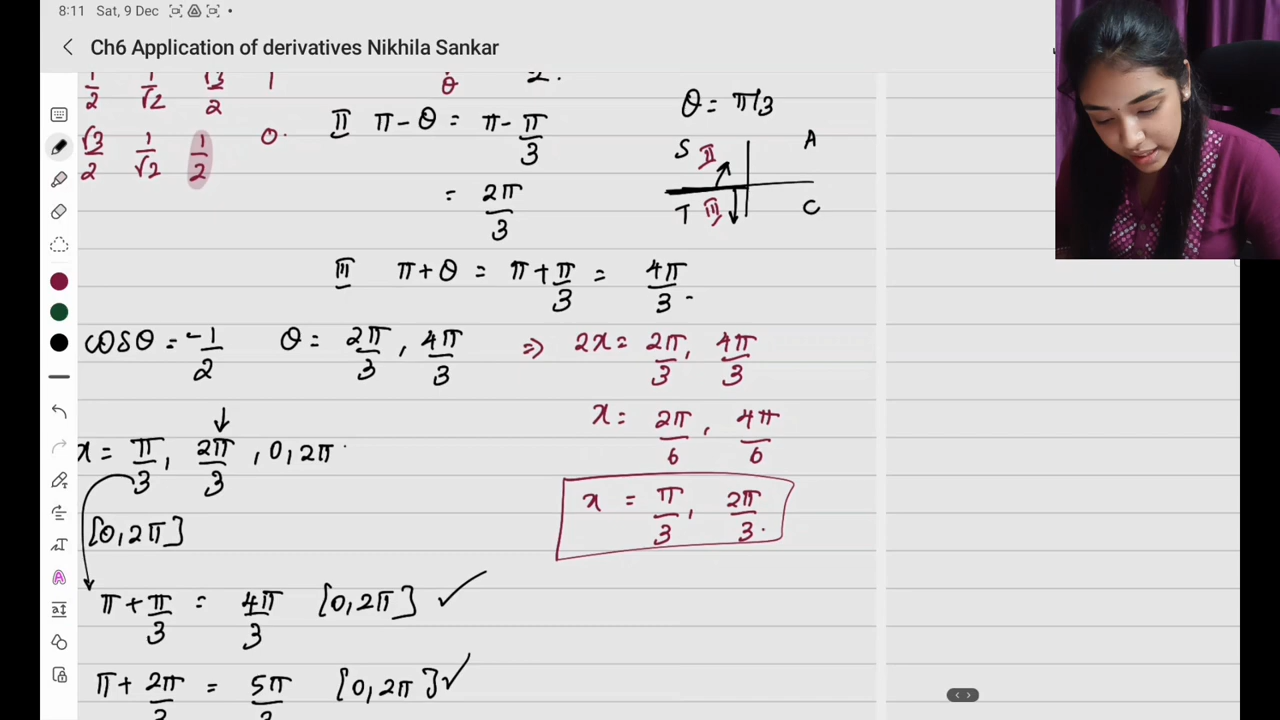 8:11 Sat, 9 Dec
Ch6 Application of derivatives Nikhila Sankar
1/2 1/√2 √3/2 1
√3/2 1/√2 1/2 0
θ 2.
II π-θ = π-π/3
= 2π/3
θ = π/3
S II A
T III C
III π+θ = π+π/3 = 4π/3.
cosθ = -1/2 θ = 2π/3, 4π/3 => 2x = 2π/3, 4π/3
x = 2π/6, 4π/6
x = π/3, 2π/3.
x = π/3, 2π/3, 0, 2π.
[0, 2π]
π + π/3 = 4π/3 [0, 2π] ✓
π + 2π/3 = 5π/3 [0, 2π] ✓